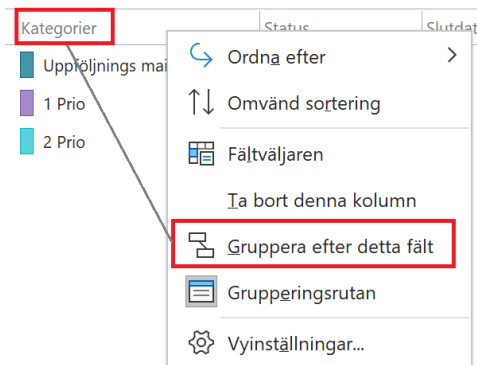 Kategorier
Status
Slutdat
Uppföljnings mai
1 Prio
2 Prio
Ordna efter
Omvänd sortering
Fältväljaren
Ta bort denna kolumn
Gruppera efter detta fält
Grupperingsrutan
Vyinställningar...